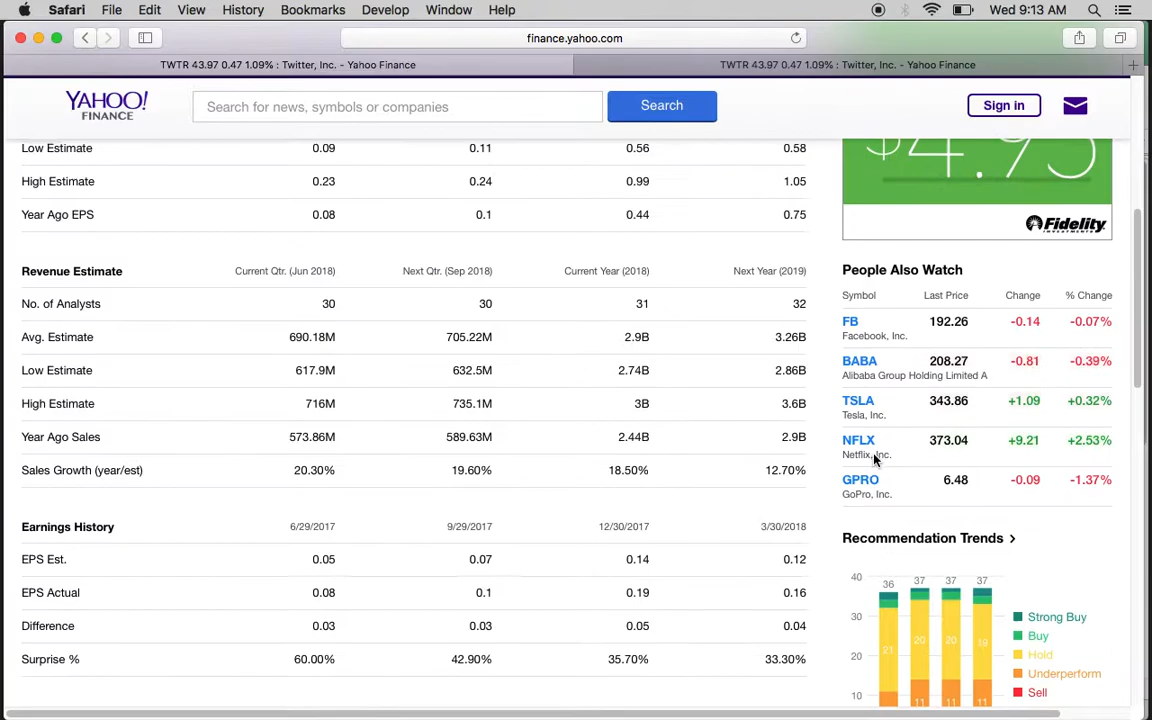 Safari File Edit View History Bookmarks Develop Window Help Wed 9:13 AM
finance.yahoo.com
TWTR 43.97 0.47 1.09% : Twitter, Inc. - Yahoo Finance TWTR 43.97 0.47 1.09% : Twitter, Inc. - Yahoo Finance
YAHOO!
FINANCE
Search for news, symbols or companies Search Sign in
Low Estimate 0.09 0.11 0.56 0.58
High Estimate 0.23 0.24 0.99 1.05
Year Ago EPS 0.08 0.1 0.44 0.75
Revenue Estimate Current Qtr. (Jun 2018) Next Qtr. (Sep 2018) Current Year (2018) Next Year (2019)
No. of Analysts 30 30 31 32
Avg. Estimate 690.18M 705.22M 2.9B 3.26B
Low Estimate 617.9M 632.5M 2.74B 2.86B
High Estimate 716M 735.1M 3B 3.6B
Year Ago Sales 573.86M 589.63M 2.44B 2.9B
Sales Growth (year/est) 20.30% 19.60% 18.50% 12.70%
Earnings History 6/29/2017 9/29/2017 12/30/2017 3/30/2018
EPS Est. 0.05 0.07 0.14 0.12
EPS Actual 0.08 0.1 0.19 0.16
Difference 0.03 0.03 0.05 0.04
Surprise % 60.00% 42.90% 35.70% 33.30%
$4.95
Fidelity
INVESTMENTS
People Also Watch
Symbol Last Price Change % Change
FB 192.26 -0.14 -0.07%
Facebook, Inc.
BABA 208.27 -0.81 -0.39%
Alibaba Group Holding Limited A
TSLA 343.86 +1.09 +0.32%
Tesla, Inc.
NFLX 373.04 +9.21 +2.53%
Netflix, Inc.
GPRO 6.48 -0.09 -1.37%
GoPro, Inc.
Recommendation Trends >
40 36 37 37 37
30 Strong Buy
Buy
21 20 20 19 Hold
20 Underperform
10 11 11 11 Sell